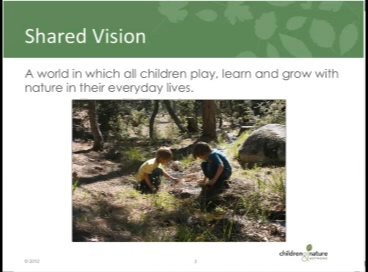 Shared Vision
A world in which all children play, learn and grow with
nature in their everyday lives.
children&nature